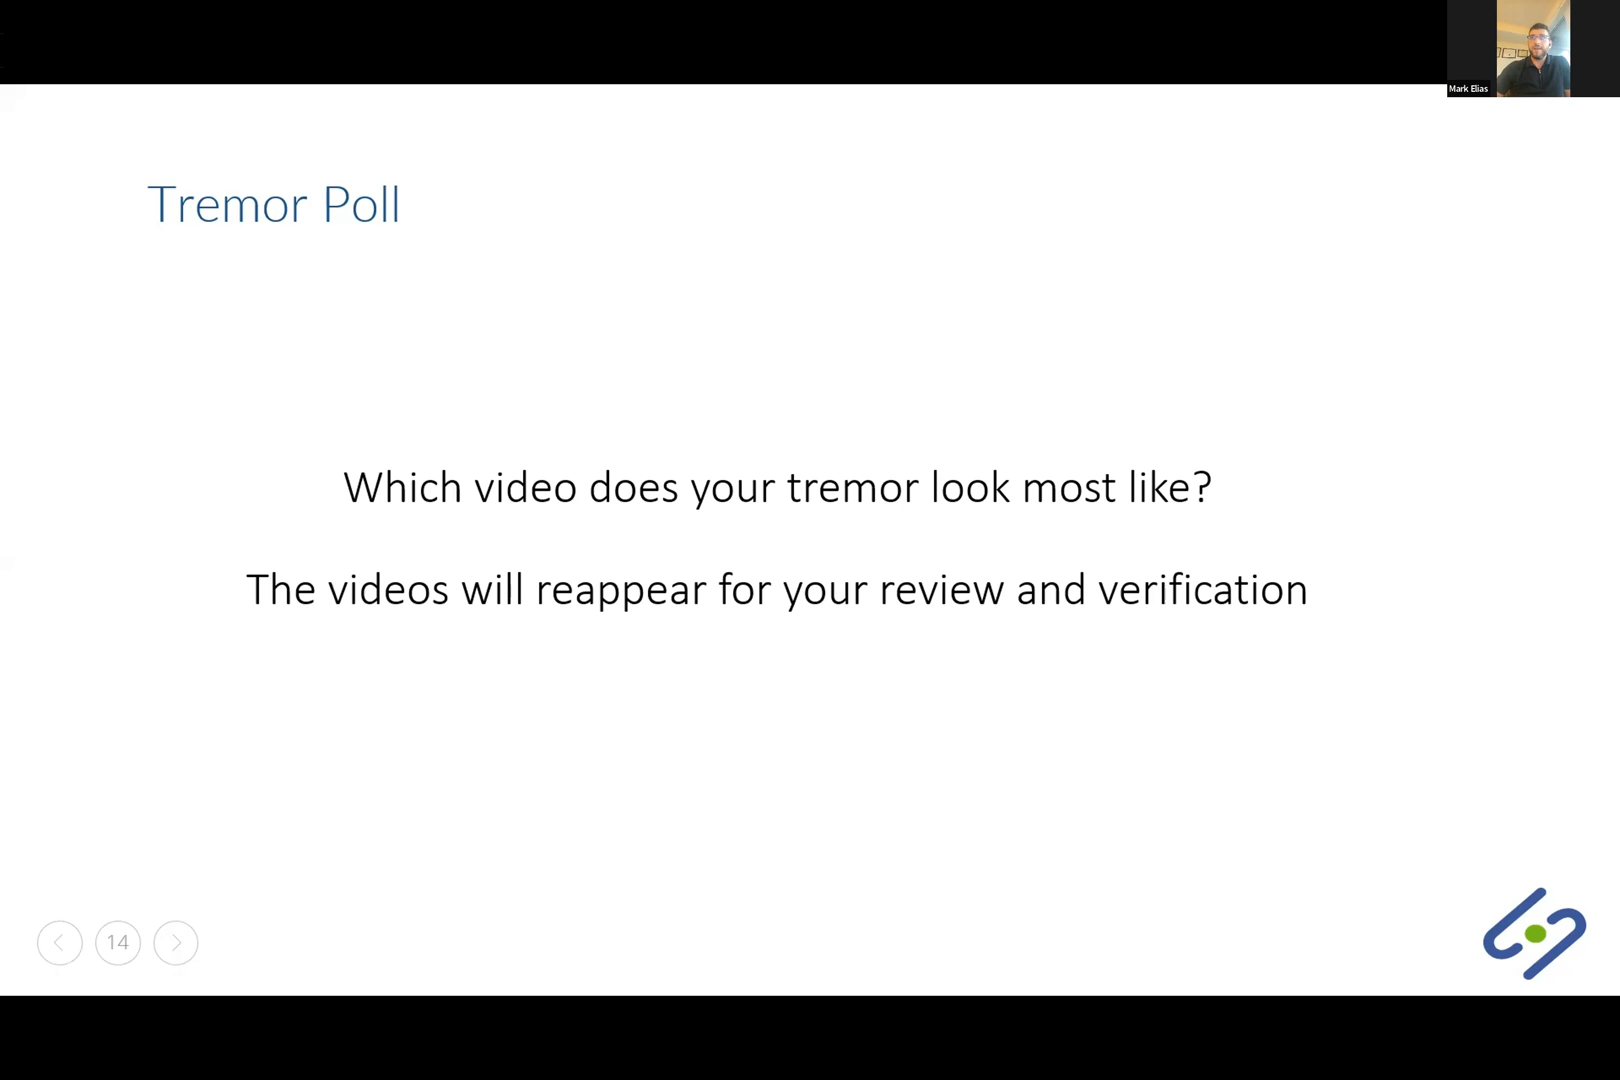 Mark Elias
Tremor Poll
Which video does your tremor look most like?
The videos will reappear for your review and verification
14